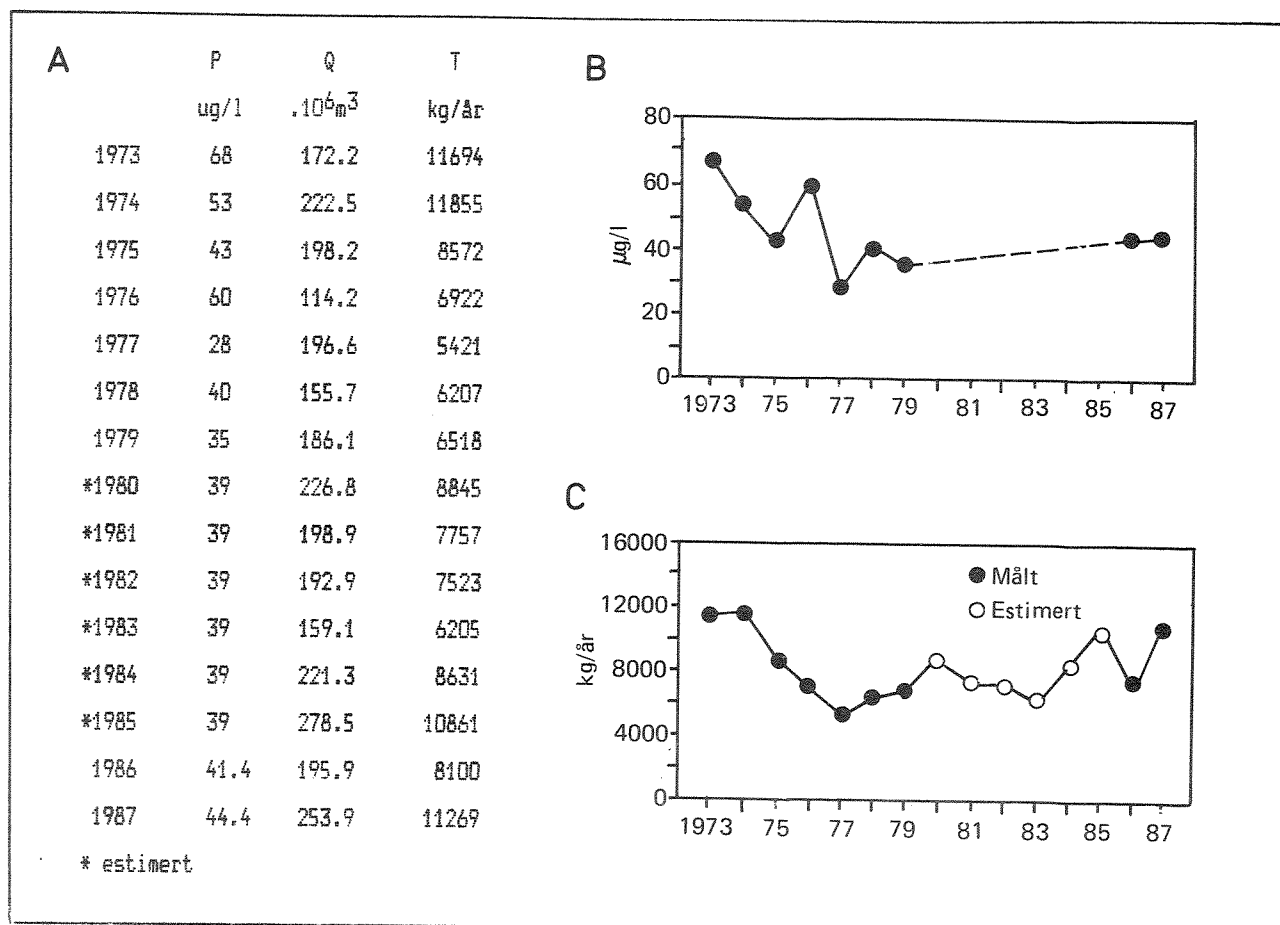 A
P Q T
ug/l .10⁶m³ kg/år
1973 68 172.2 11694
1974 53 222.5 11855
1975 43 198.2 8572
1976 60 114.2 6922
1977 28 196.6 5421
1978 40 155.7 6207
1979 35 186.1 6518
*1980 39 226.8 8845
*1981 39 198.9 7757
*1982 39 192.9 7523
*1983 39 159.1 6205
*1984 39 221.3 8631
*1985 39 278.5 10861
1986 41.4 195.9 8100
1987 44.4 253.9 11269
* estimert
B
80
60
40
20
0
µg/l
1973 75 77 79 81 83 85 87
C
16000
12000
8000
4000
0
kg/år
Målt
Estimert
1973 75 77 79 81 83 85 87